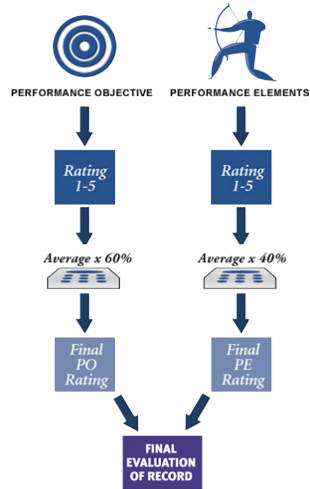 PERFORMANCE OBJECTIVE
PERFORMANCE ELEMENTS
Rating
1-5
Rating
1-5
Average x 60%
Average x 40%
Final
PO
Rating
Final
PE
Rating
FINAL
EVALUATION
OF RECORD